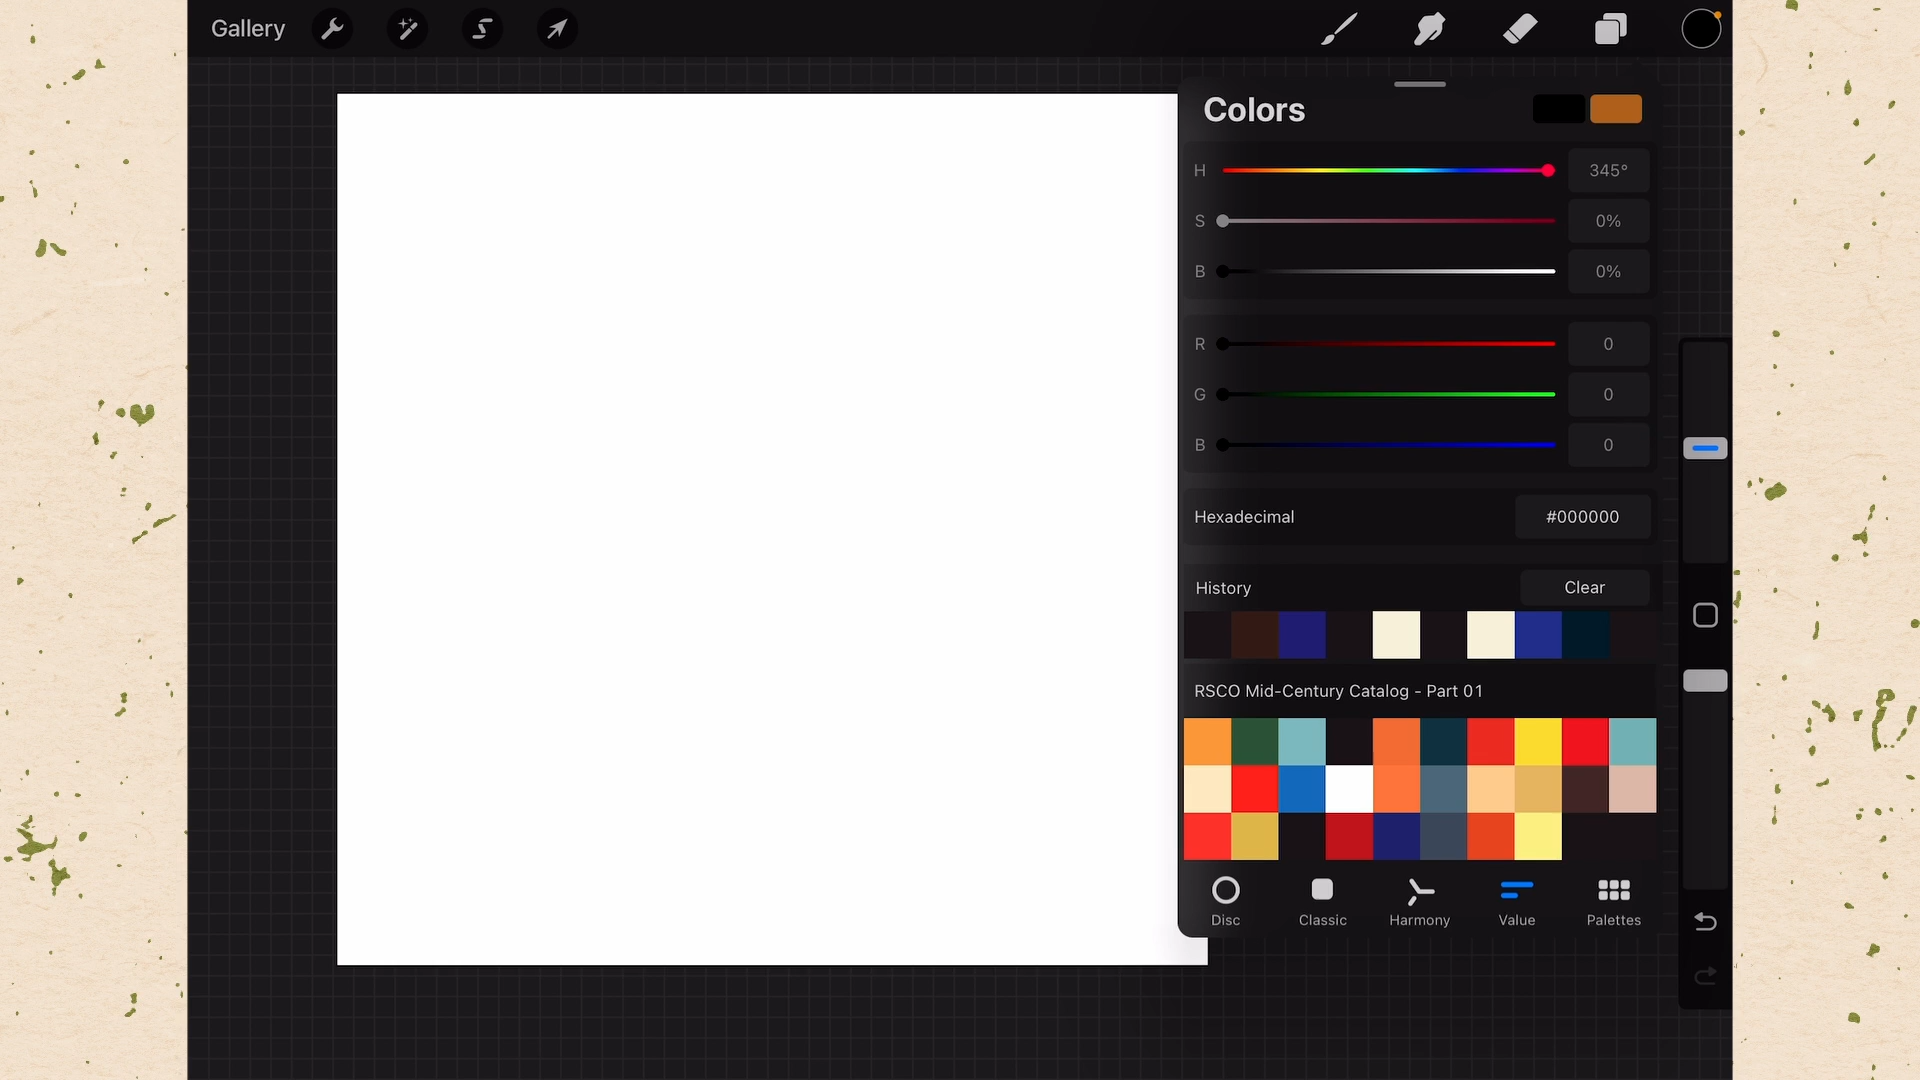 Gallery
Colors
H 345°
S 0%
B 0%
R 0
G 0
B 0
Hexadecimal #000000
History Clear
RSCO Mid-Century Catalog - Part 01
Disc Classic Harmony Value Palettes